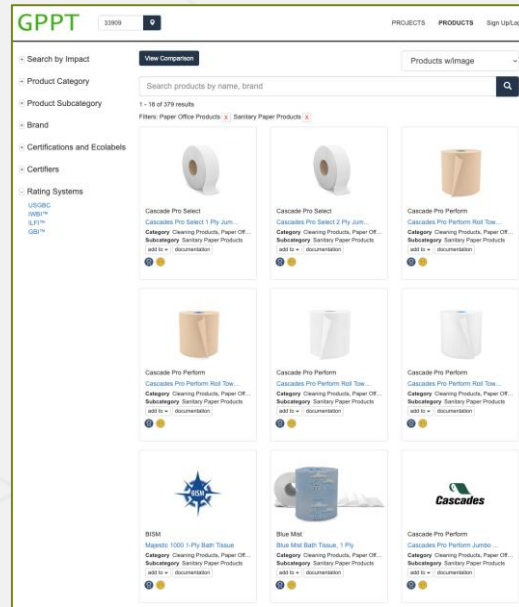 GPPT
33909
PROJECTS PRODUCTS Sign Up/Log
Search by Impact
Product Category
Product Subcategory
Brand
Certifications and Ecolabels
Certifiers
Rating Systems
USGBC
IWBI™
ILFI™
GBI™
View Comparison
Products w/image
Search products by name, brand
1 - 16 of 379 results
Filters: Paper Office Products x Sanitary Paper Products x
Cascade Pro Select
Cascades Pro Select 1 Ply Jum...
Category Cleaning Products, Paper Off...
Subcategory Sanitary Paper Products
add to documentation
Cascade Pro Select
Cascades Pro Select 2 Ply Jum...
Category Cleaning Products, Paper Off...
Subcategory Sanitary Paper Products
add to documentation
Cascade Pro Perform
Cascades Pro Perform Roll Tow...
Category Cleaning Products, Paper Off...
Subcategory Sanitary Paper Products
add to documentation
Cascade Pro Perform
Cascades Pro Perform Roll Tow...
Category Cleaning Products, Paper Off...
Subcategory Sanitary Paper Products
add to documentation
Cascade Pro Perform
Cascades Pro Perform Roll Tow...
Category Cleaning Products, Paper Off...
Subcategory Sanitary Paper Products
add to documentation
Cascade Pro Perform
Cascades Pro Perform Roll Tow...
Category Cleaning Products, Paper Off...
Subcategory Sanitary Paper Products
add to documentation
BISM
BISM
Majestic 1000 1-Ply Bath Tissue
Category Cleaning Products, Paper Off...
Subcategory Sanitary Paper Products
add to documentation
Blue Mist
Blue Mist Bath Tissue, 1 Ply
Category Cleaning Products, Paper Off...
Subcategory Sanitary Paper Products
add to documentation
Cascades
Cascade Pro Perform
Cascades Pro Perform Jumbo ...
Category Cleaning Products, Paper Off...
Subcategory Sanitary Paper Products
add to documentation